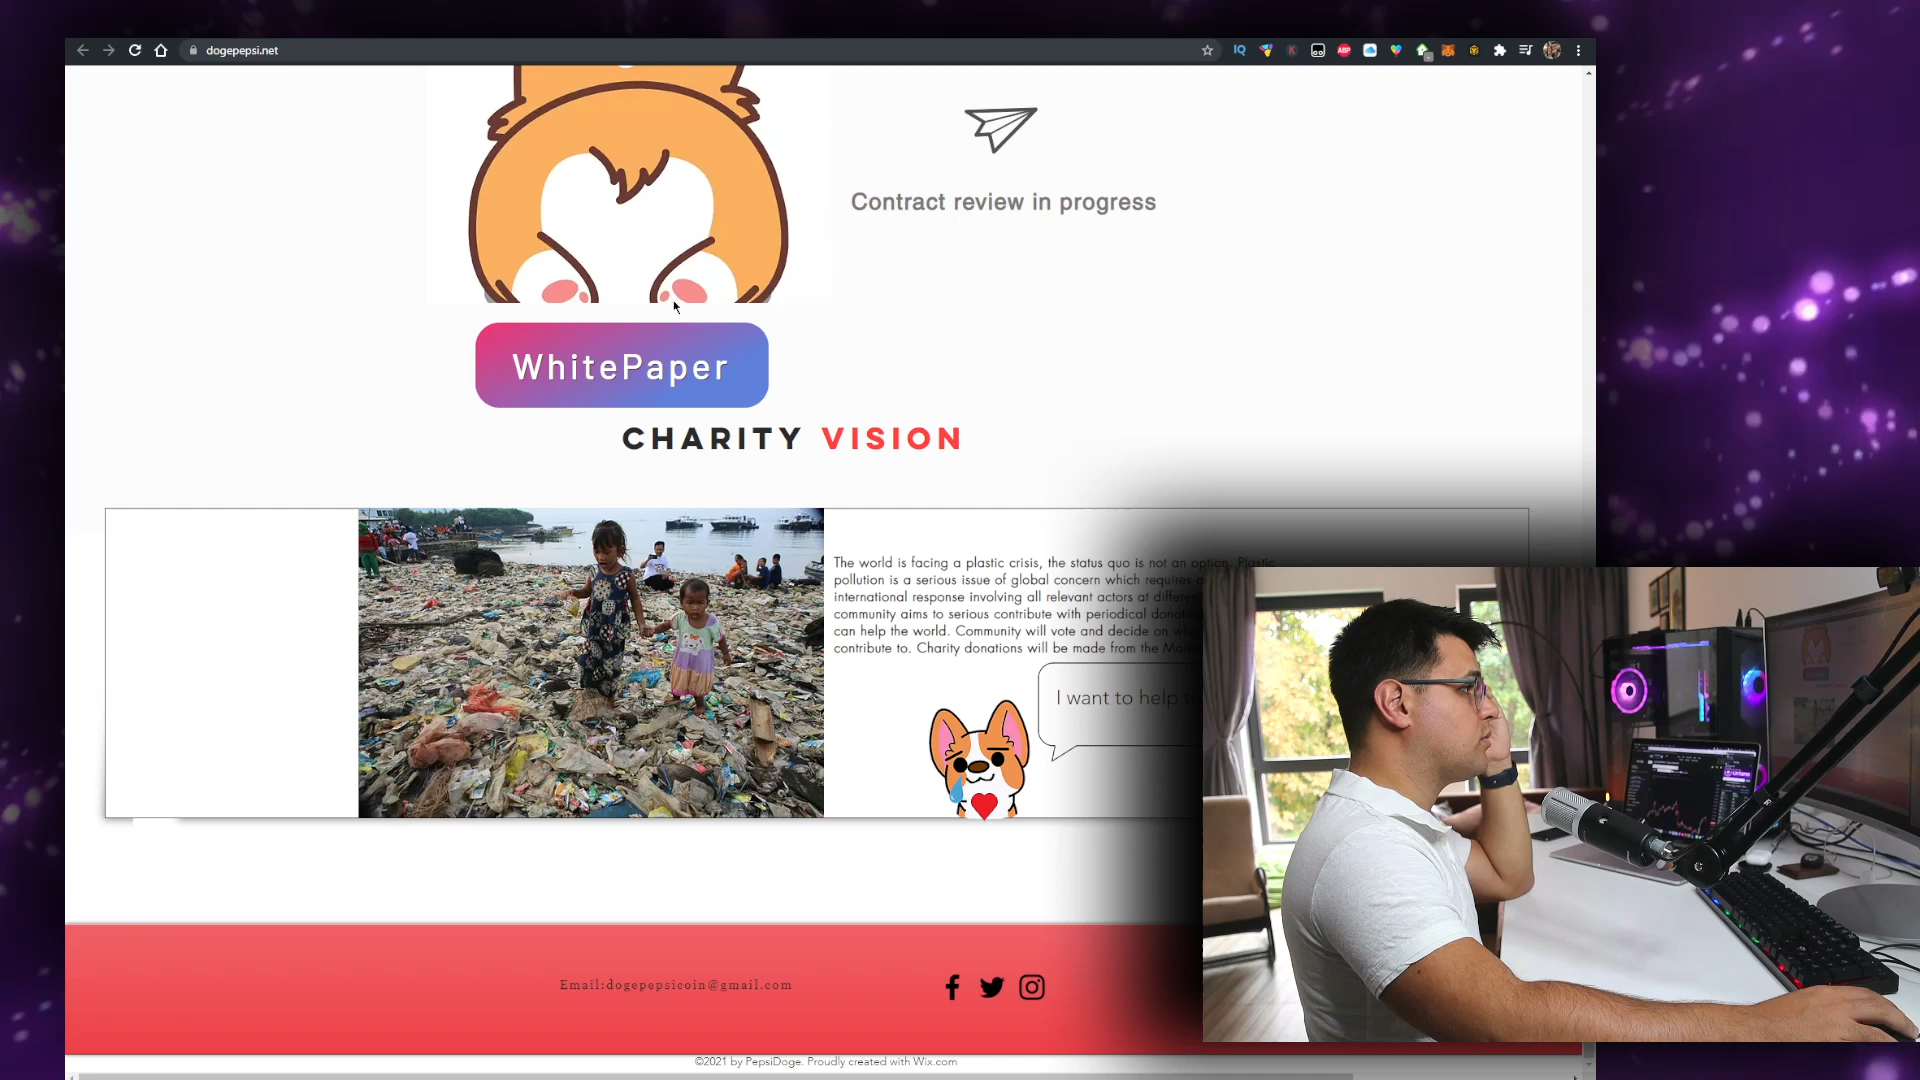 dogepepsi.net
IQ
ABP
Contract review in progress
WhitePaper
CHARITY VISION
The world is facing a plastic crisis, the status quo is not an option. Plastic
pollution is a serious issue of global concern which requires
international response involving all relevant actors at
community aims to serious contribute with periodical
can help the world. Community will vote and decide on
contribute to. Charity donations will be made from the
I want to help
Email:dogepepsicoin@gmail.com
©2021 by PepsiDoge. Proudly created with Wix.com